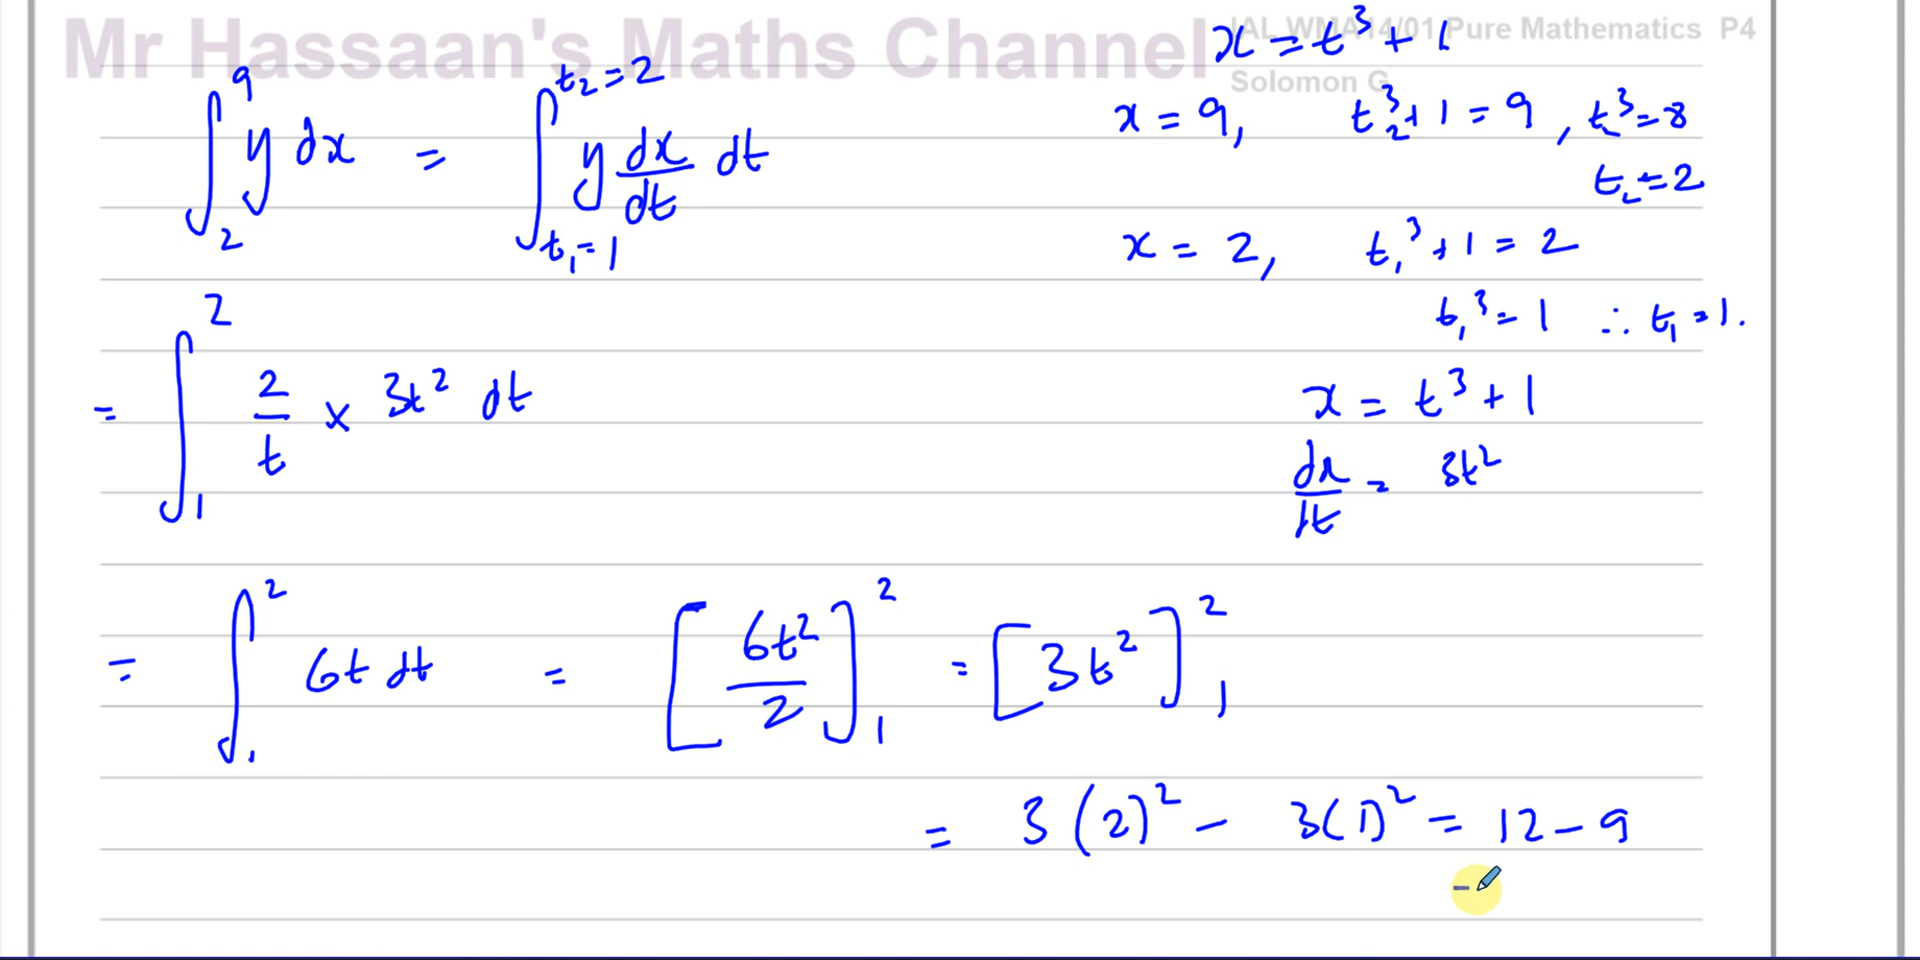 Mr Hassaan's Maths Channel
IAL WMA14/01 Pure Mathematics P4
Solomon G
x = t³ + 1
∫₂⁹ y dx = ∫_{t₁=1}^{t₂=2} y dx/dt dt
x = 9, t₂³ + 1 = 9, t₂³ = 8
t₂ = 2
x = 2, t₁³ + 1 = 2
t₁³ = 1 ∴ t₁ = 1.
= ∫₁² 2/t × 3t² dt
x = t³ + 1
dx/dt = 3t²
= ∫₁² 6t dt = [6t²/2]₁² = [3t²]₁²
= 3(2)² − 3(1)² = 12 − 9